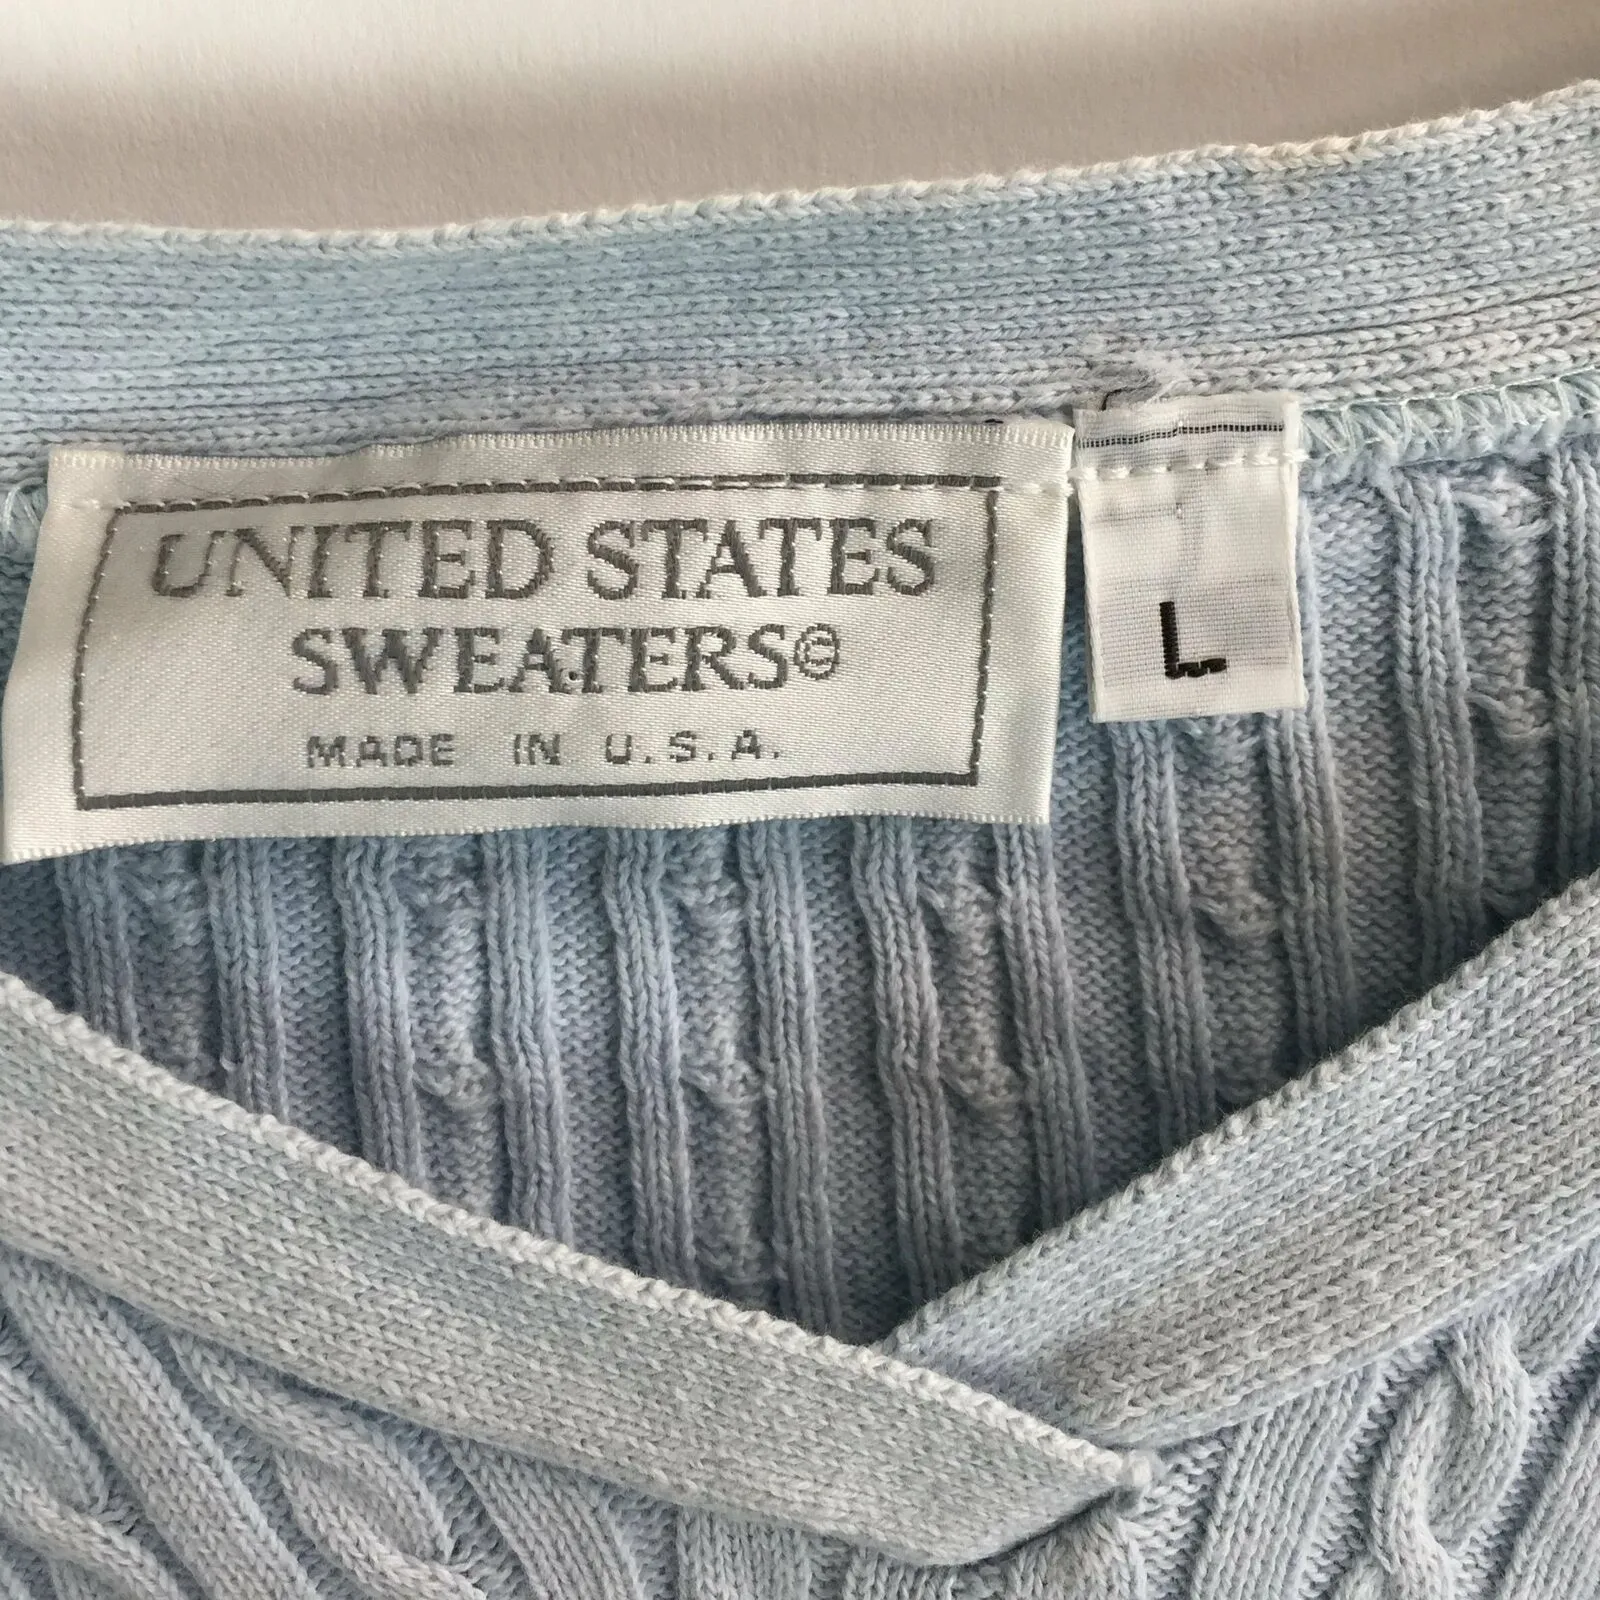 UNITED STATES
SWEATERS©
MADE IN U.S.A.
L